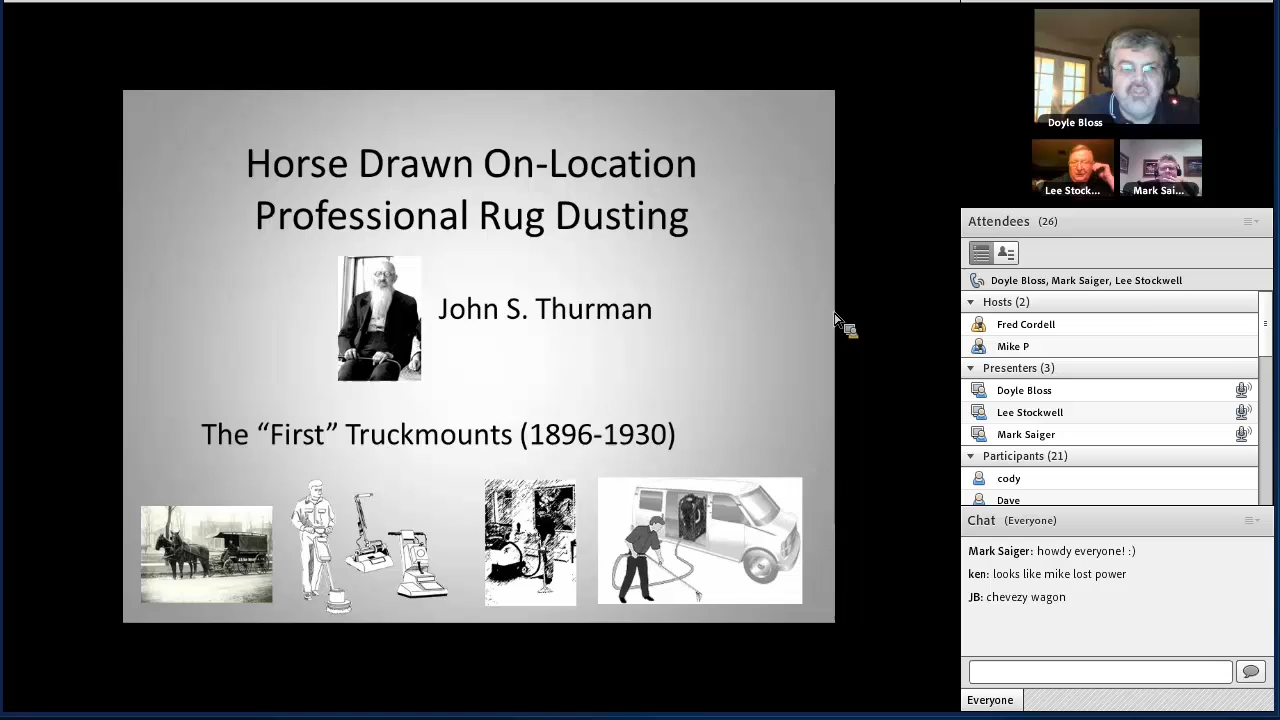 Horse Drawn On-Location
Professional Rug Dusting
John S. Thurman
The “First” Truckmounts (1896-1930)
Doyle Bloss
Lee Stock...
Mark Sai...
Attendees (26)
Doyle Bloss, Mark Saiger, Lee Stockwell
Hosts (2)
Fred Cordell
Mike P
Presenters (3)
Doyle Bloss
Lee Stockwell
Mark Saiger
Participants (21)
cody
Dave
Chat (Everyone)
Mark Saiger: howdy everyone! :)
ken: looks like mike lost power
JB: chevezy wagon
Everyone